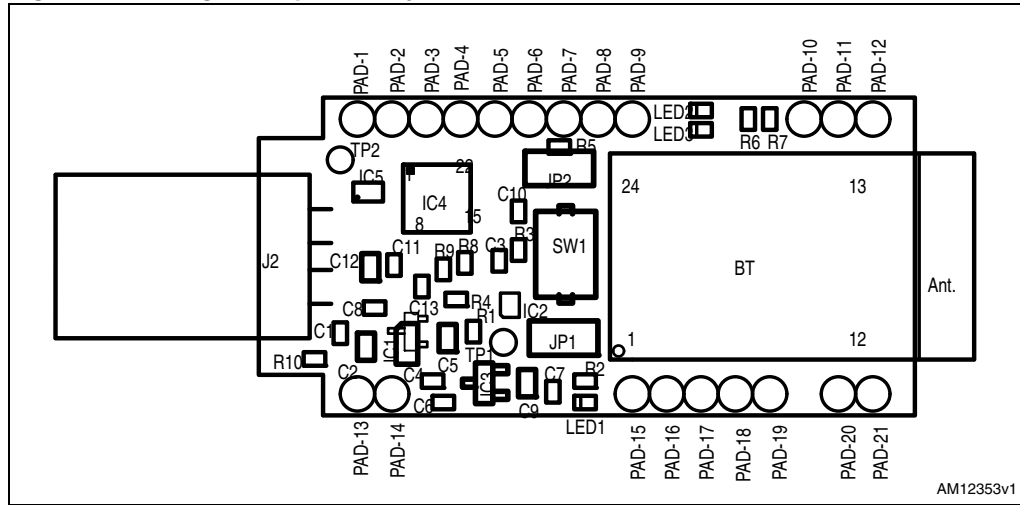 PAD-1
PAD-2
PAD-3
PAD-4
PAD-5
PAD-6
PAD-7
PAD-8
PAD-9
PAD-10
PAD-11
PAD-12
LED2
LED3
R6
R7
TP2
R5
IC5
1
22
JP2
24
13
IC4
C10
8
15
R3
SW1
J2
C12
C11
R9
R8
C3
BT
Ant.
C8
C13
R4
IC2
C1
R1
IC1
JP1
1
12
R10
C2
C4
C5
TP1
IC3
C7
R2
C6
C9
LED1
PAD-13
PAD-14
PAD-15
PAD-16
PAD-17
PAD-18
PAD-19
PAD-20
PAD-21
AM12353v1